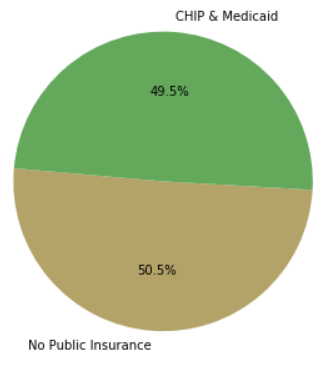 CHIP & Medicaid
49.5%
50.5%
No Public Insurance